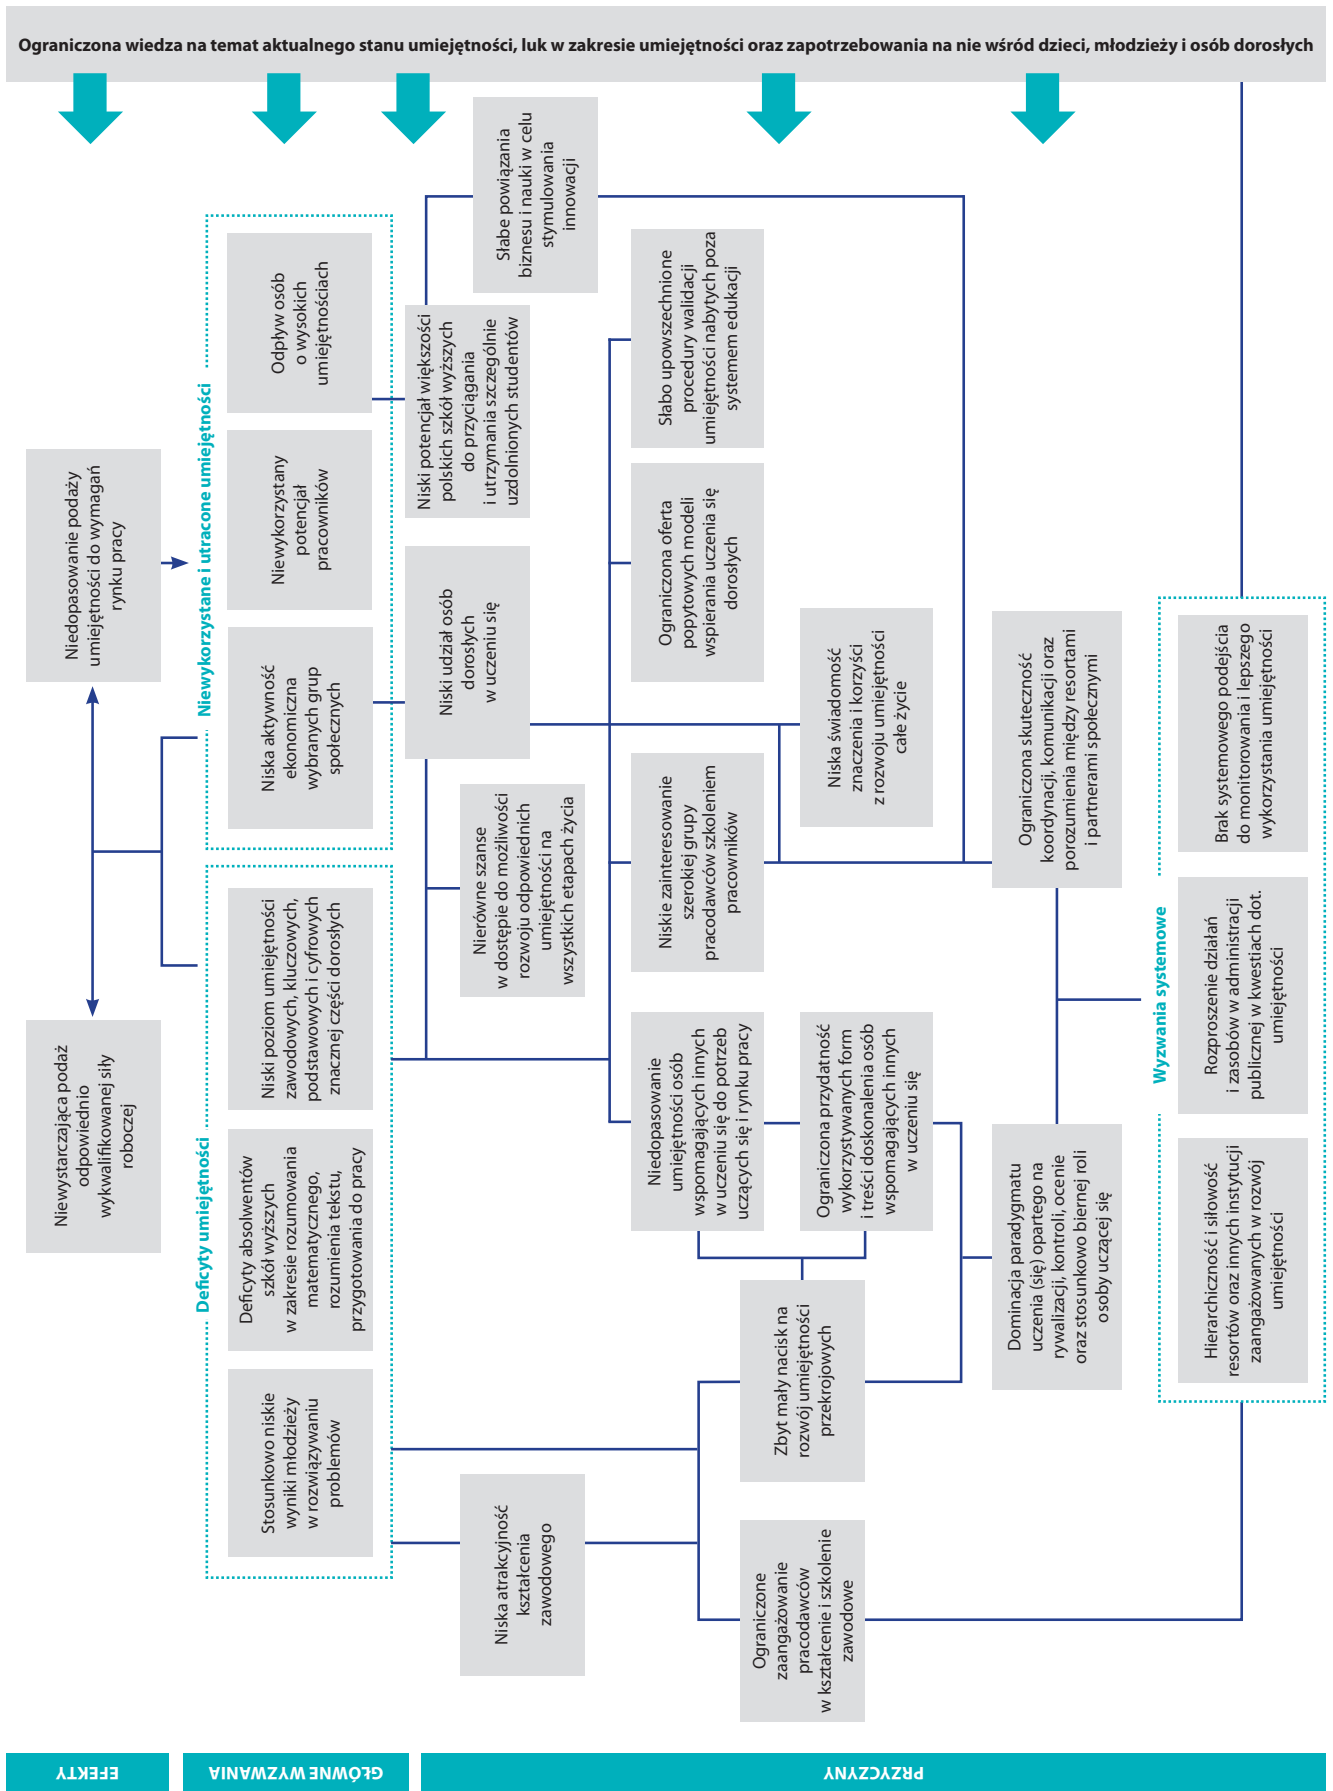 Ograniczona wiedza na temat aktualnego stanu umiejętności, luk w zakresie umiejętności oraz zapotrzebowania na nie wśród dzieci, młodzieży i osób dorosłych
EFEKTY
Niewystarczająca podaż
odpowiednio
wykwalifikowanej siły
roboczej
Niedopasowanie podaży
umiejętności do wymagań
rynku pracy
GŁÓWNE WYZWANIA
Deficyty umiejętności
Stosunkowo niskie
wyniki młodzieży
w rozwiązywaniu
problemów
Deficyty absolwentów
szkół wyższych
w zakresie rozumowania
matematycznego,
rozumienia tekstu,
przygotowania do pracy
Niski poziom umiejętności
zawodowych, kluczowych,
podstawowych i cyfrowych
znacznej części dorosłych
Niewykorzystane i utracone umiejętności
Niska aktywność
ekonomiczna
wybranych grup
społecznych
Niewykorzystany
potencjał
pracowników
Odpływ osób
o wysokich
umiejętnościach
PRZYCZYNY
Niska atrakcyjność
kształcenia
zawodowego
Nierówne szanse
w dostępie do możliwości
rozwoju odpowiednich
umiejętności na
wszystkich etapach życia
Niski udział osób
dorosłych
w uczeniu się
Niski potencjał większości
polskich szkół wyższych
do przyciągania
i utrzymania szczególnie
uzdolnionych studentów
Słabe powiązania
biznesu i nauki w celu
stymulowania
innowacji
Niedopasowanie
umiejętności osób
wspomagających innych
w uczeniu się do potrzeb
uczących się i rynku pracy
Niskie zainteresowanie
szerokiej grupy
pracodawców szkoleniem
pracowników
Ograniczona oferta
popytowych modeli
wspierania uczenia się
dorosłych
Słabo upowszechnione
procedury walidacji
umiejętności nabytych poza
systemem edukacji
Ograniczone
zaangażowanie
pracodawców
w kształcenie i szkolenie
zawodowe
Zbyt mały nacisk na
rozwój umiejętności
przekrojowych
Ograniczona przydatność
wykorzystywanych form
i treści doskonalenia osób
wspomagających innych
w uczeniu się
Niska świadomość
znaczenia i korzyści
z rozwoju umiejętności
całe życie
Dominacja paradygmatu
uczenia (się) opartego na
rywalizacji, kontroli, ocenie
oraz stosunkowo biernej roli
osoby uczącej się
Ograniczona skuteczność
koordynacji, komunikacji oraz
porozumienia między resortami
i partnerami społecznymi
Wyzwania systemowe
Hierarchiczność i siłowość
resortów oraz innych instytucji
zaangażowanych w rozwój
umiejętności
Rozproszenie działań
i zasobów w administracji
publicznej w kwestiach dot.
umiejętności
Brak systemowego podejścia
do monitorowania i lepszego
wykorzystania umiejętności